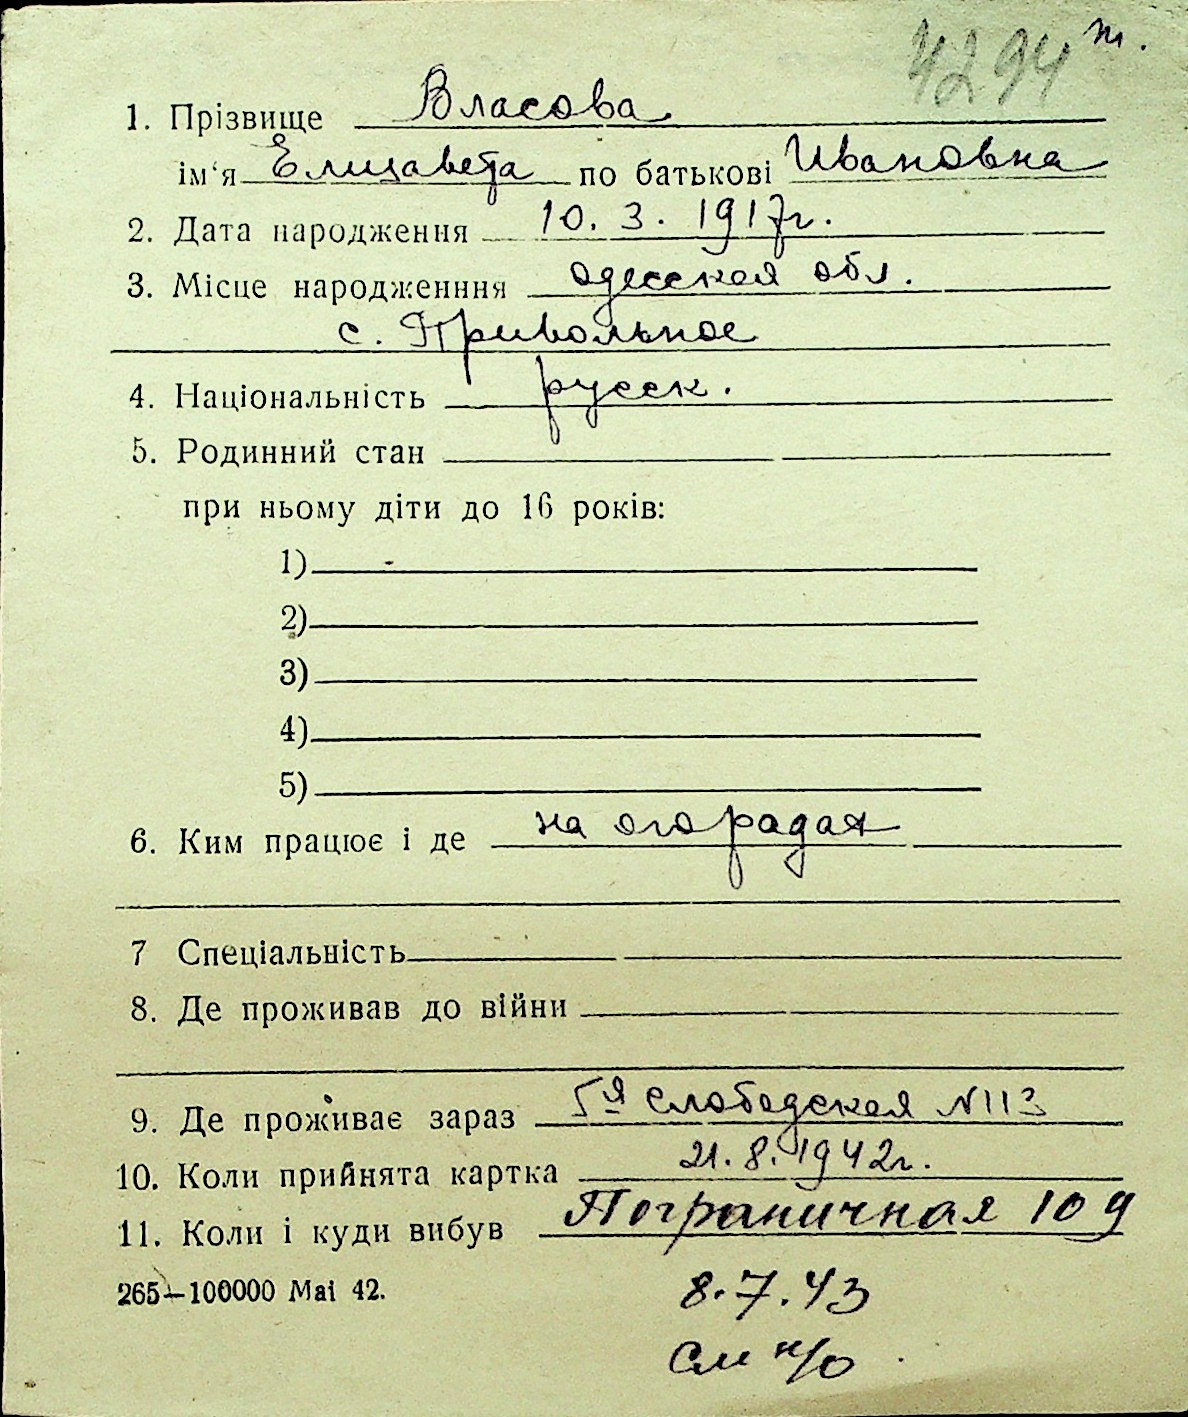 4294 т.
1. Прізвище Власова
ім'я Елизавета по батькові Ивановна
2. Дата народження 10.3.1917г.
3. Місце народженння одесская обл.
с. Привольное
4. Національність русск.
5. Родинний стан
при ньому діти до 16 років:
1) -
2)
3)
4)
5)
6. Ким працює і де на огорадах
7 Спеціальність
8. Де проживав до війни
9. Де проживає зараз 5я Слободская №113
10. Коли прийнята картка 21.8.1942г.
11. Коли і куди вибув Пограничная 109
265—100000 Маі 42.
8.7.43
См н/о